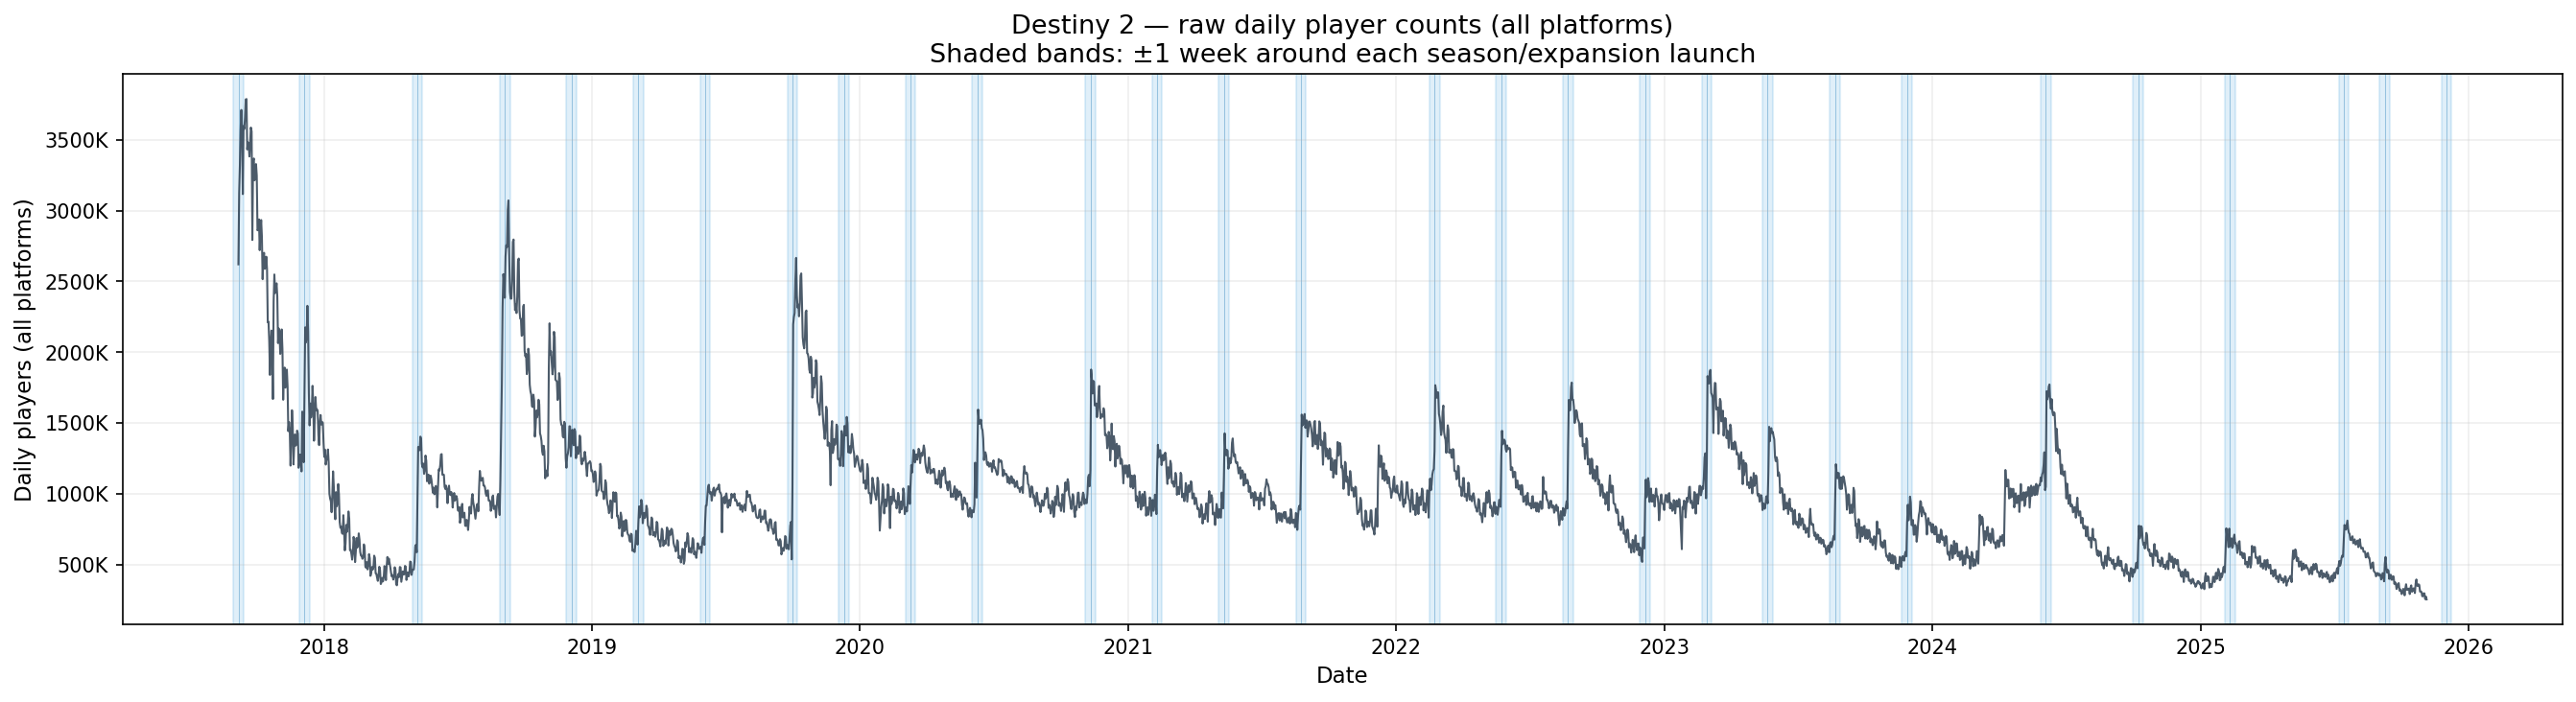 Destiny 2 — raw daily player counts (all platforms)
Shaded bands: ±1 week around each season/expansion launch
Daily players (all platforms)
3500K
3000K
2500K
2000K
1500K
1000K
500K
2018
2019
2020
2021
2022
2023
2024
2025
2026
Date